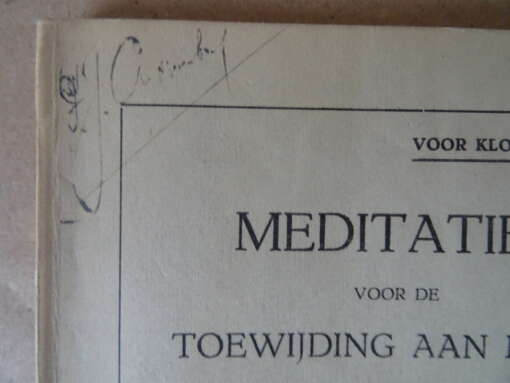 VOOR KLO
MEDITATIE
VOOR DE
TOEWIJDING AAN